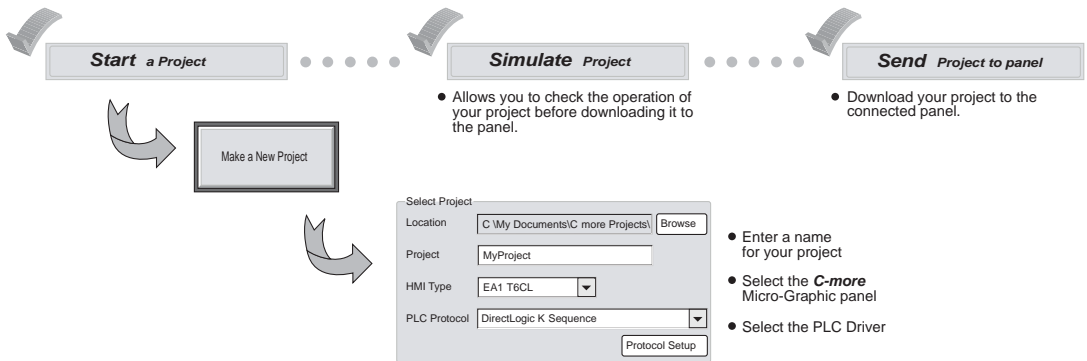 Start a Project
Simulate Project
Send Project to panel
• Allows you to check the operation of
your project before downloading it to
the panel.
• Download your project to the
connected panel.
Make a New Project
Select Project
Location C \My Documents\C more Projects\ Browse
Project MyProject
HMI Type EA1 T6CL
PLC Protocol DirectLogic K Sequence
Protocol Setup
• Enter a name
for your project
• Select the C-more
Micro-Graphic panel
• Select the PLC Driver